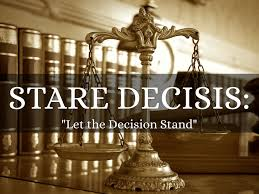 STARE DECISIS:
"Let the Decision Stand"